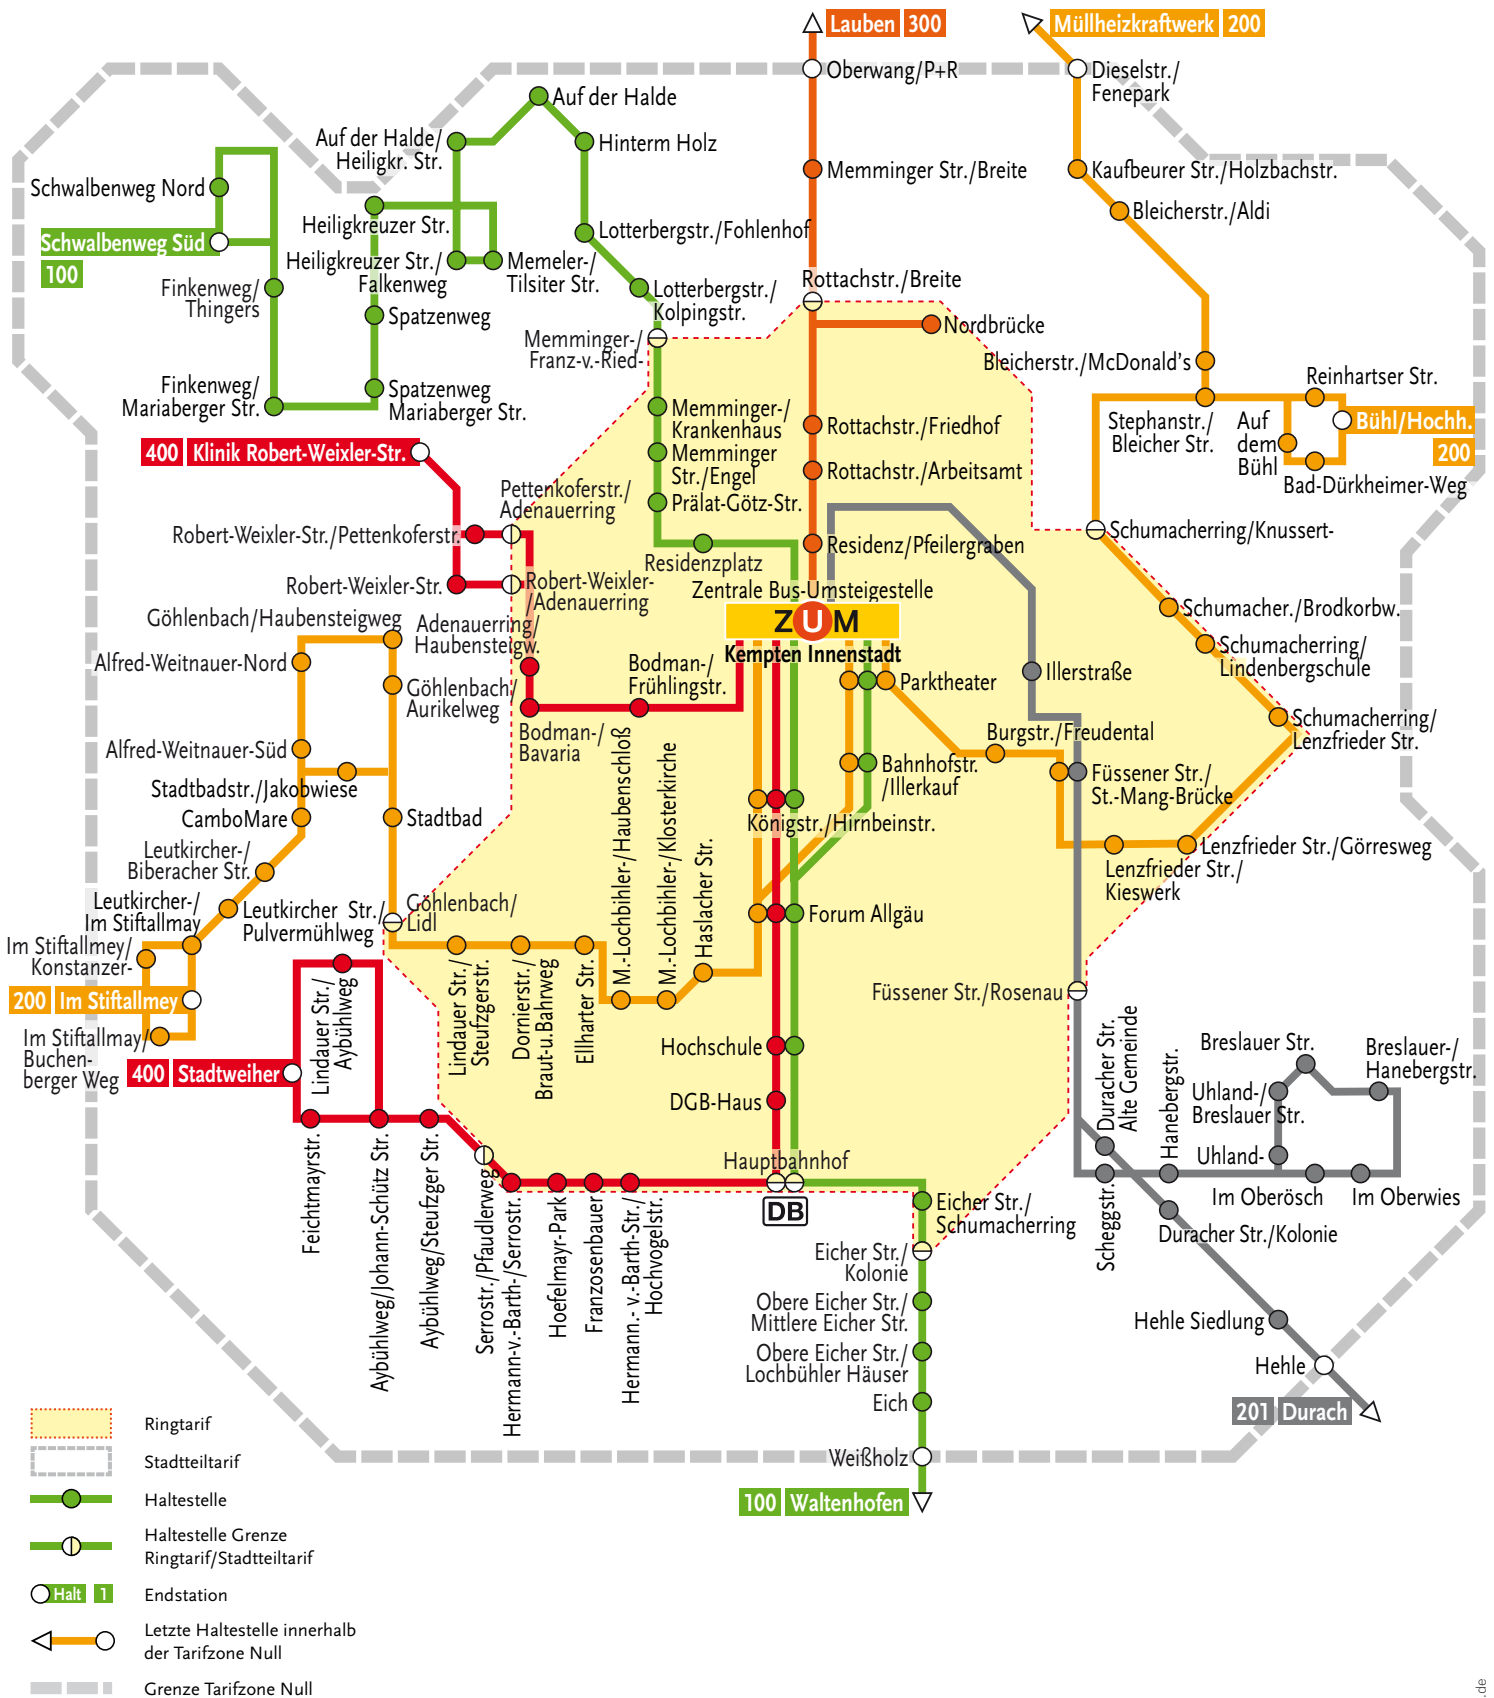 Lauben 300
Müllheizkraftwerk 200
Oberwang/P+R
Dieselstr./
Fenepark
Auf der Halde
Auf der Halde/
Heiligkr. Str.
Hinterm Holz
Memminger Str./Breite
Kaufbeurer Str./Holzbachstr.
Schwalbenweg Nord
Bleicherstr./Aldi
Heiligkreuzer Str.
Lotterbergstr./Fohlenhof
Schwalbenweg Süd
100
Heiligkreuzer Str./
Falkenweg
Memeler-/
Tilsiter Str.
Finkenweg/
Thingers
Lotterbergstr./
Kolpingstr.
Rottachstr./Breite
Spatzenweg
Nordbrücke
Memminger-/
Franz-v.-Ried-
Bleicherstr./McDonald's
Finkenweg/
Mariaberger Str.
Spatzenweg
Mariaberger Str.
Reinhartser Str.
Memminger-/
Krankenhaus
Rottachstr./Friedhof
Stephanstr./
Bleicher Str.
Auf
dem
Bühl
Bühl/Hochh.
200
400 Klinik Robert-Weixler-Str.
Memminger
Str./Engel
Rottachstr./Arbeitsamt
Bad-Dürkheimer-Weg
Pettenkoferstr./
Adenauerring
Prälat-Götz-Str.
Robert-Weixler-Str./Pettenkoferstr.
Schumacherring/Knussert-
Residenzplatz
Residenz/Pfeilergraben
Robert-Weixler-Str.
Robert-Weixler-
/Adenauerring
Zentrale Bus-Umsteigestelle
ZUM
Kempten Innenstadt
Schumacher./Brodkorbw.
Göhlenbach/Haubensteigweg
Adenauerring/
Haubensteigw.
Schumacherring/
Lindenbergschule
Alfred-Weitnauer-Nord
Bodman-/
Frühlingstr.
Parktheater
Illerstraße
Göhlenbach/
Aurikelweg
Bodman-/
Bavaria
Burgstr./Freudental
Schumacherring/
Lenzfrieder Str.
Alfred-Weitnauer-Süd
Bahnhofstr.
/Illerkauf
Füssener Str./
St.-Mang-Brücke
Stadtbadstr./Jakobwiese
CamboMare
Stadtbad
Königstr./Hirnbeinstr.
M.-Lochbihler-/Haubenschloß
M.-Lochbihler-/Klosterkirche
Haslacher Str.
Lenzfrieder Str./Görresweg
Lenzfrieder Str./
Kieswerk
Leutkircher-/
Biberacher Str.
Leutkircher-/
Im Stiftallmay
Leutkircher Str./
Pulvermühlweg
Göhlenbach/
Lidl
Forum Allgäu
Im Stiftallmey/
Konstanzer-
200 Im Stiftallmey
Im Stiftallmay/
Buchen-
berger Weg
Lindauer Str./
Aybühlweg
Lindauer Str./
Steufzgerstr.
Dornierstr./
Braut-u.Bahrweg
Ellharter Str.
Füssener Str./Rosenau
400 Stadtweiher
Hochschule
Duracher Str.
Alte Gemeinde
Hanebergstr.
Breslauer Str.
Breslauer-/
Hanebergstr.
Uhland-/
Breslauer Str.
DGB-Haus
Uhland-
Hauptbahnhof
DB
Im Oberösch
Im Oberwies
Scheggstr.
Duracher Str./Kolonie
Feichtmayrstr.
Aybühlweg/Johann-Schütz Str.
Aybühlweg/Steufzger Str.
Serrostr./Pfaudlerweg
Hermann-v.-Barth-/Serrostr.
Hoefelmayr-Park
Franzosenbauer
Hermann.- v.-Barth-Str./
Hochvogelstr.
Eicher Str./
Schumacherring
Eicher Str./
Kolonie
Obere Eicher Str./
Mittlere Eicher Str.
Hehle Siedlung
Obere Eicher Str./
Lochbühler Häuser
Hehle
Eich
201 Durach
Weißholz
100 Waltenhofen
Ringtarif
Stadtteiltarif
Haltestelle
Haltestelle Grenze
Ringtarif/Stadtteiltarif
Halt 1 Endstation
Letzte Haltestelle innerhalb
der Tarifzone Null
Grenze Tarifzone Null
.de